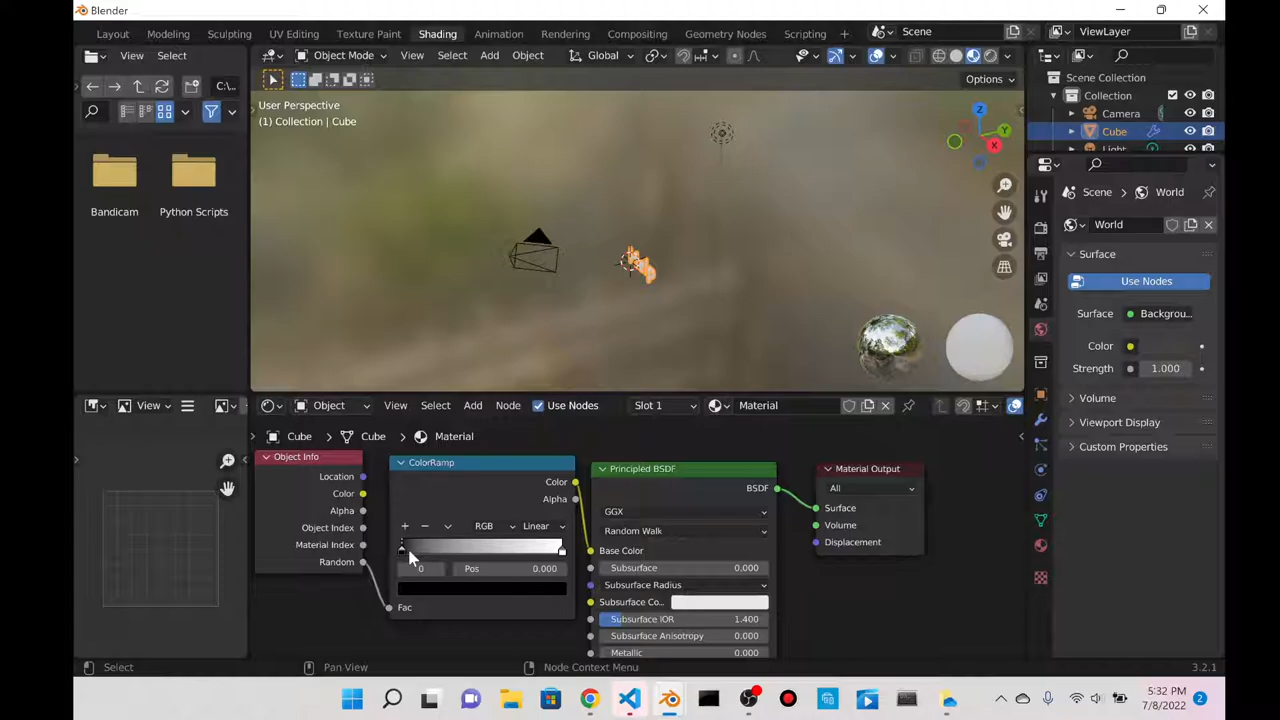 Blender
Layout Modeling Sculpting UV Editing Texture Paint Shading Animation Rendering Compositing Geometry Nodes Scripting Scene ViewLayer
View Select Object Mode View Select Add Object Global
C:\...
Options
User Perspective
(1) Collection | Cube
Z
Y
X
Bandicam Python Scripts
Scene Collection
Collection
Camera
Cube
Light
Scene World
World
Surface
Use Nodes
Surface Backgrou...
Color
Strength 1.000
Volume
Viewport Display
Custom Properties
View Object View Select Add Node Use Nodes Slot 1 Material
Cube Cube Material
Object Info
Location
Color
Alpha
Object Index
Material Index
Random
ColorRamp
Color
Alpha
+ − RGB Linear
0 Pos 0.000
Fac
Principled BSDF
BSDF
GGX
Random Walk
Base Color
Subsurface 0.000
Subsurface Radius
Subsurface Co...
Subsurface IOR 1.400
Subsurface Anisotropy 0.000
Metallic 0.000
Material Output
All
Surface
Volume
Displacement
Select Pan View Node Context Menu 3.2.1
5:32 PM
7/8/2022 2